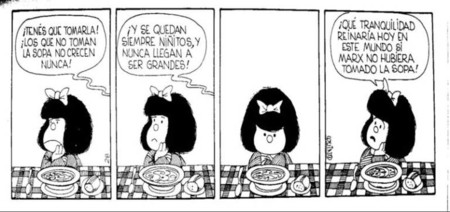 ¡TENÉS QUE TOMARLA!
¡LOS QUE NO TOMAN
LA SOPA NO CRECEN
NUNCA!
¡Y SE QUEDAN
SIEMPRE NIÑITOS, Y
NUNCA LLEGAN A
SER GRANDES!
¡QUÉ TRANQUILIDAD
REINARÍA HOY EN
ESTE MUNDO SI
MARX NO HUBIERA
TOMADO LA SOPA!